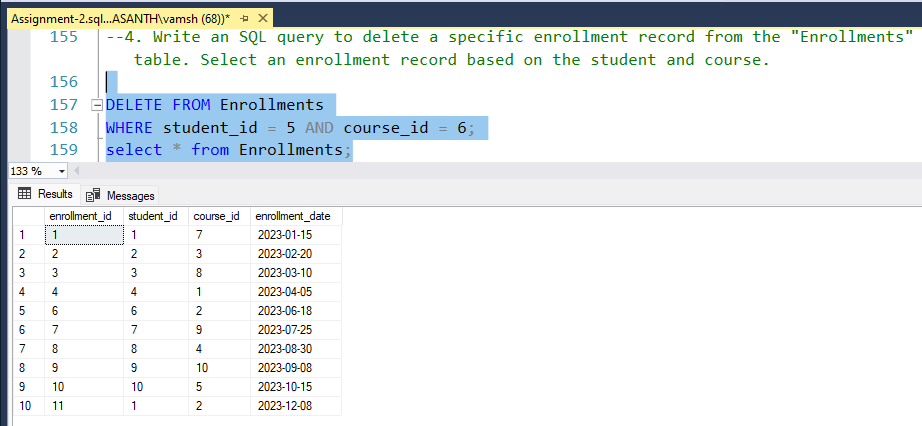 Assignment-2.sql...ASANTH\vamsh (68))*
155 --4. Write an SQL query to delete a specific enrollment record from the "Enrollments"
table. Select an enrollment record based on the student and course.
156
157 DELETE FROM Enrollments
158 WHERE student_id = 5 AND course_id = 6;
159 select * from Enrollments;
133 %
Results Messages
enrollment_id student_id course_id enrollment_date
1 1 1 7 2023-01-15
2 2 2 3 2023-02-20
3 3 3 8 2023-03-10
4 4 4 1 2023-04-05
5 6 6 2 2023-06-18
6 7 7 9 2023-07-25
7 8 8 4 2023-08-30
8 9 9 10 2023-09-08
9 10 10 5 2023-10-15
10 11 1 2 2023-12-08